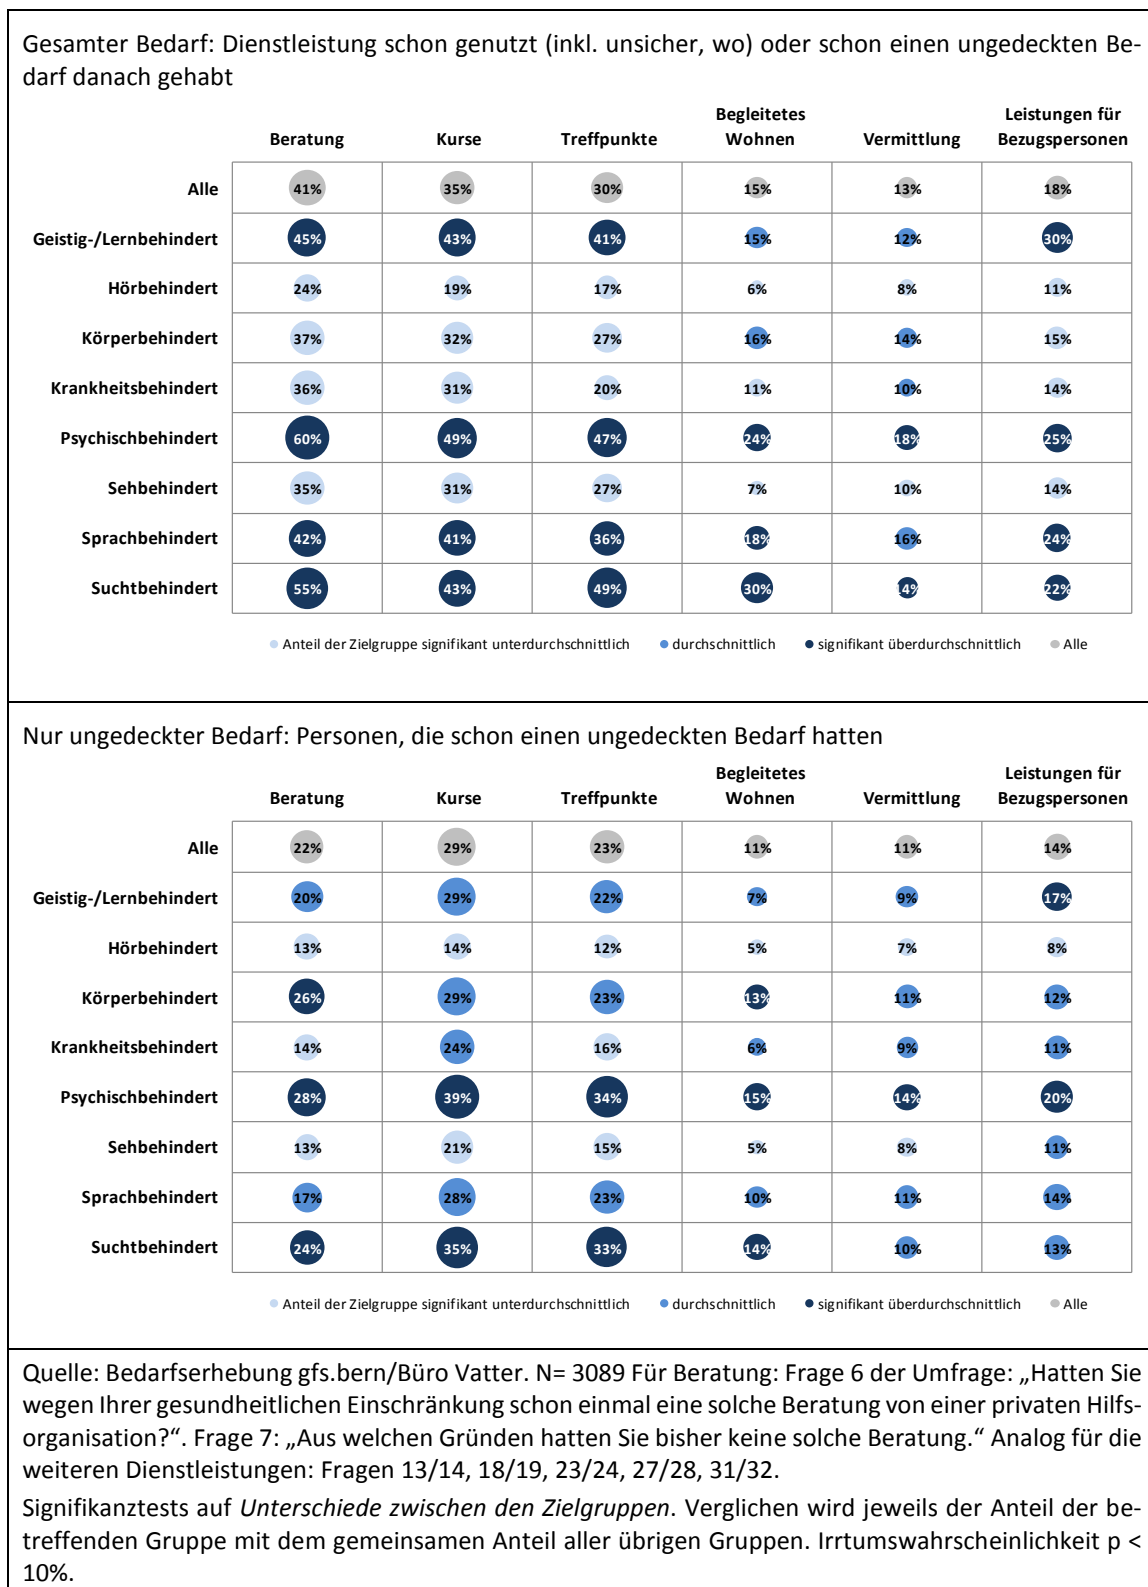 Gesamter Bedarf: Dienstleistung schon genutzt (inkl. unsicher, wo) oder schon einen ungedeckten Be-
darf danach gehabt
Beratung Kurse Treffpunkte Begleitetes Wohnen Vermittlung Leistungen für Bezugspersonen
Alle 41% 35% 30% 15% 13% 18%
Geistig-/Lernbehindert 45% 43% 41% 15% 12% 30%
Hörbehindert 24% 19% 17% 6% 8% 11%
Körperbehindert 37% 32% 27% 16% 14% 15%
Krankheitsbehindert 36% 31% 20% 11% 10% 14%
Psychischbehindert 60% 49% 47% 24% 18% 25%
Sehbehindert 35% 31% 27% 7% 10% 14%
Sprachbehindert 42% 41% 36% 18% 16% 24%
Suchtbehindert 55% 43% 49% 30% 14% 22%
Anteil der Zielgruppe signifikant unterdurchschnittlich durchschnittlich signifikant überdurchschnittlich Alle
Nur ungedeckter Bedarf: Personen, die schon einen ungedeckten Bedarf hatten
Beratung Kurse Treffpunkte Begleitetes Wohnen Vermittlung Leistungen für Bezugspersonen
Alle 22% 29% 23% 11% 11% 14%
Geistig-/Lernbehindert 20% 29% 22% 7% 9% 17%
Hörbehindert 13% 14% 12% 5% 7% 8%
Körperbehindert 26% 29% 23% 13% 11% 12%
Krankheitsbehindert 14% 24% 16% 6% 9% 11%
Psychischbehindert 28% 39% 34% 15% 14% 20%
Sehbehindert 13% 21% 15% 5% 8% 11%
Sprachbehindert 17% 28% 23% 10% 11% 14%
Suchtbehindert 24% 35% 33% 14% 10% 13%
Anteil der Zielgruppe signifikant unterdurchschnittlich durchschnittlich signifikant überdurchschnittlich Alle
Quelle: Bedarfserhebung gfs.bern/Büro Vatter. N= 3089 Für Beratung: Frage 6 der Umfrage: „Hatten Sie
wegen Ihrer gesundheitlichen Einschränkung schon einmal eine solche Beratung von einer privaten Hilfs-
organisation?“. Frage 7: „Aus welchen Gründen hatten Sie bisher keine solche Beratung.“ Analog für die
weiteren Dienstleistungen: Fragen 13/14, 18/19, 23/24, 27/28, 31/32.
Signifikanztests auf Unterschiede zwischen den Zielgruppen. Verglichen wird jeweils der Anteil der be-
treffenden Gruppe mit dem gemeinsamen Anteil aller übrigen Gruppen. Irrtumswahrscheinlichkeit p <
10%.